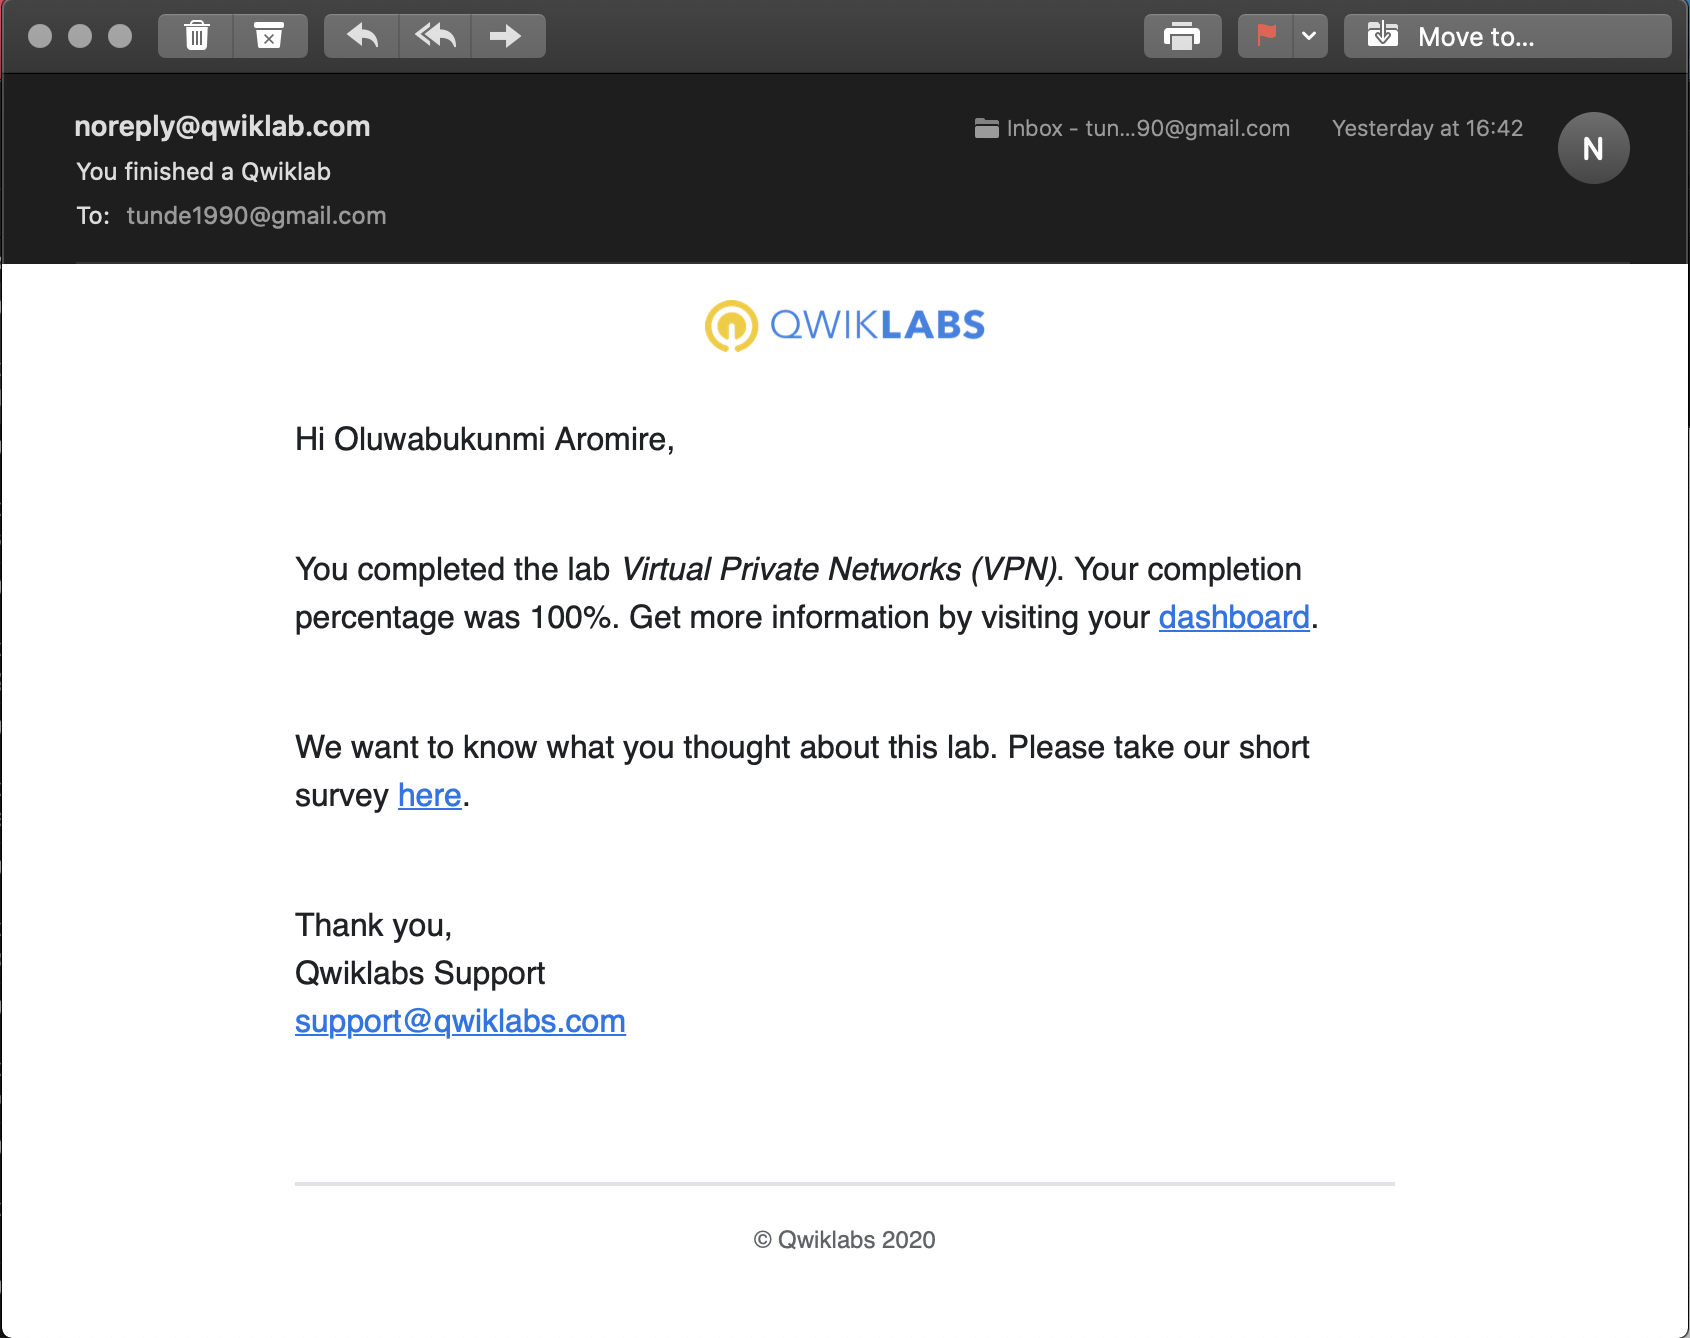 Move to...
noreply@qwiklab.com
Inbox - tun...90@gmail.com
Yesterday at 16:42
N
You finished a Qwiklab
To: tunde1990@gmail.com
QWIKLABS
Hi Oluwabukunmi Aromire,
You completed the lab Virtual Private Networks (VPN). Your completion
percentage was 100%. Get more information by visiting your dashboard.
We want to know what you thought about this lab. Please take our short
survey here.
Thank you,
Qwiklabs Support
support@qwiklabs.com
© Qwiklabs 2020